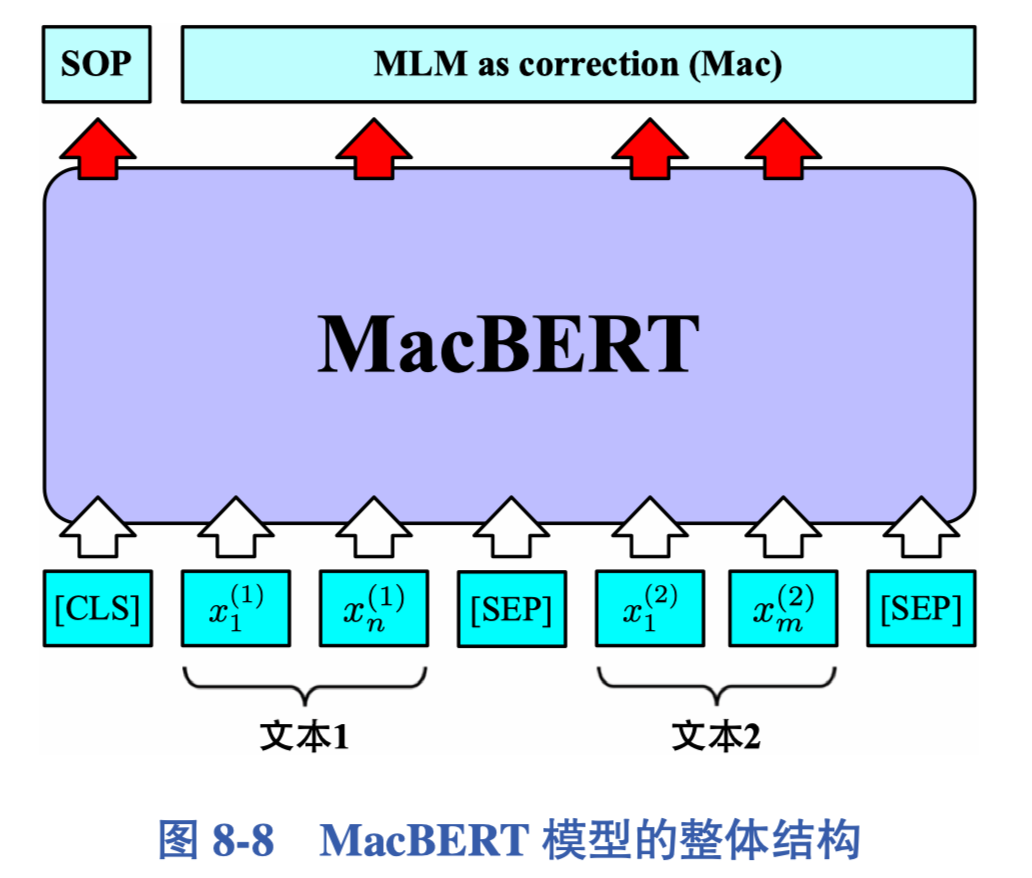 SOP MLM as correction (Mac)
MacBERT
[CLS] x_1^{(1)} x_n^{(1)} [SEP] x_1^{(2)} x_m^{(2)} [SEP]
文本1 文本2
图 8-8 MacBERT 模型的整体结构